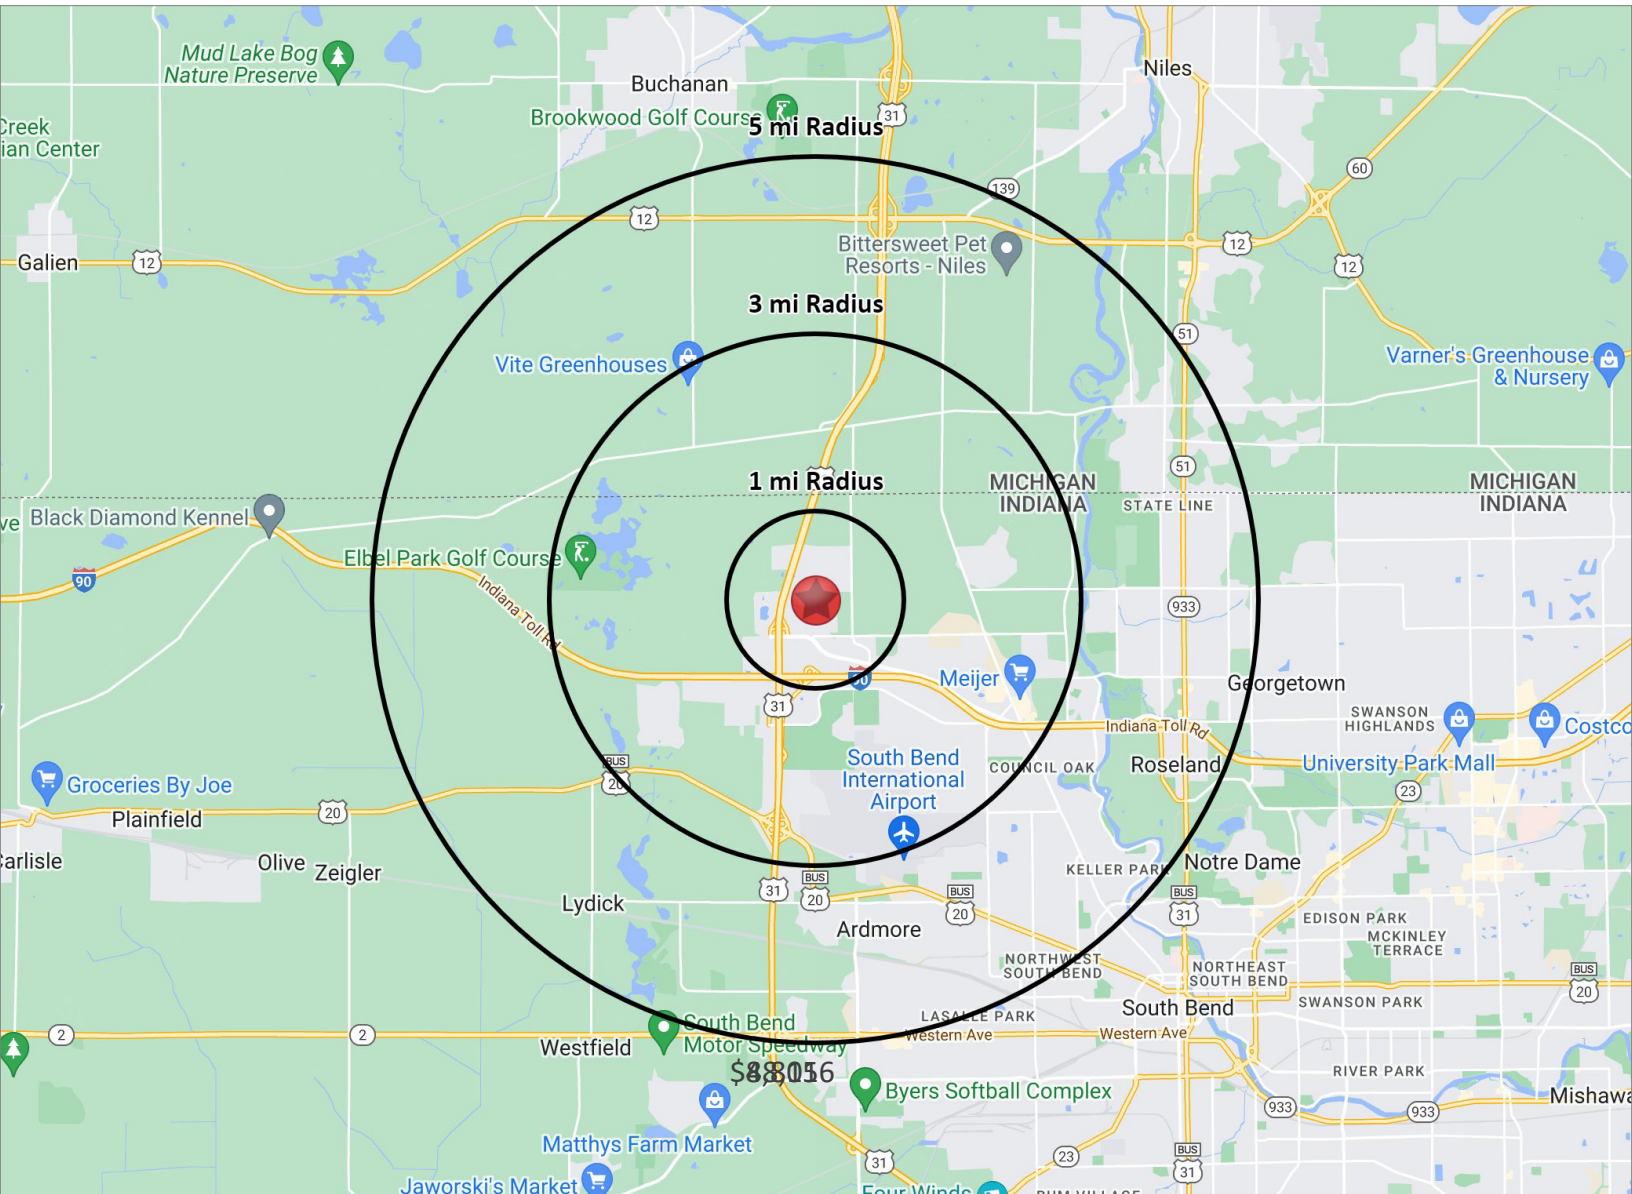 Mud Lake Bog
Nature Preserve
Buchanan
Niles
Brookwood Golf Course
5 mi Radius
31
Creek
ian Center
60
139
12
12
12
12
Galien
Bittersweet Pet
Resorts - Niles
3 mi Radius
51
Vite Greenhouses
Varner's Greenhouse
& Nursery
51
1 mi Radius
MICHIGAN
INDIANA
STATE LINE
MICHIGAN
INDIANA
ve
Black Diamond Kennel
Elbel Park Golf Course
90
Indiana Toll Rd
933
Meijer
90
Georgetown
31
SWANSON
HIGHLANDS
Costco
Indiana Toll Rd
South Bend
International
Airport
COUNCIL OAK
Roseland
University Park Mall
BUS
20
Groceries By Joe
23
Plainfield
20
Carlisle
Olive
Zeigler
KELLER PARK
Notre Dame
31
BUS
20
BUS
20
BUS
31
Lydick
Ardmore
EDISON PARK
MCKINLEY
TERRACE
NORTHWEST
SOUTH BEND
NORTHEAST
SOUTH BEND
BUS
20
South Bend
SWANSON PARK
LASALLE PARK
South Bend
Motor Speedway
Western Ave
Western Ave
2
2
Westfield
RIVER PARK
Byers Softball Complex
Mishawa
933
933
Matthys Farm Market
31
23
BUS
31
Jaworski's Market
Four Winds
RUM VILLAGE